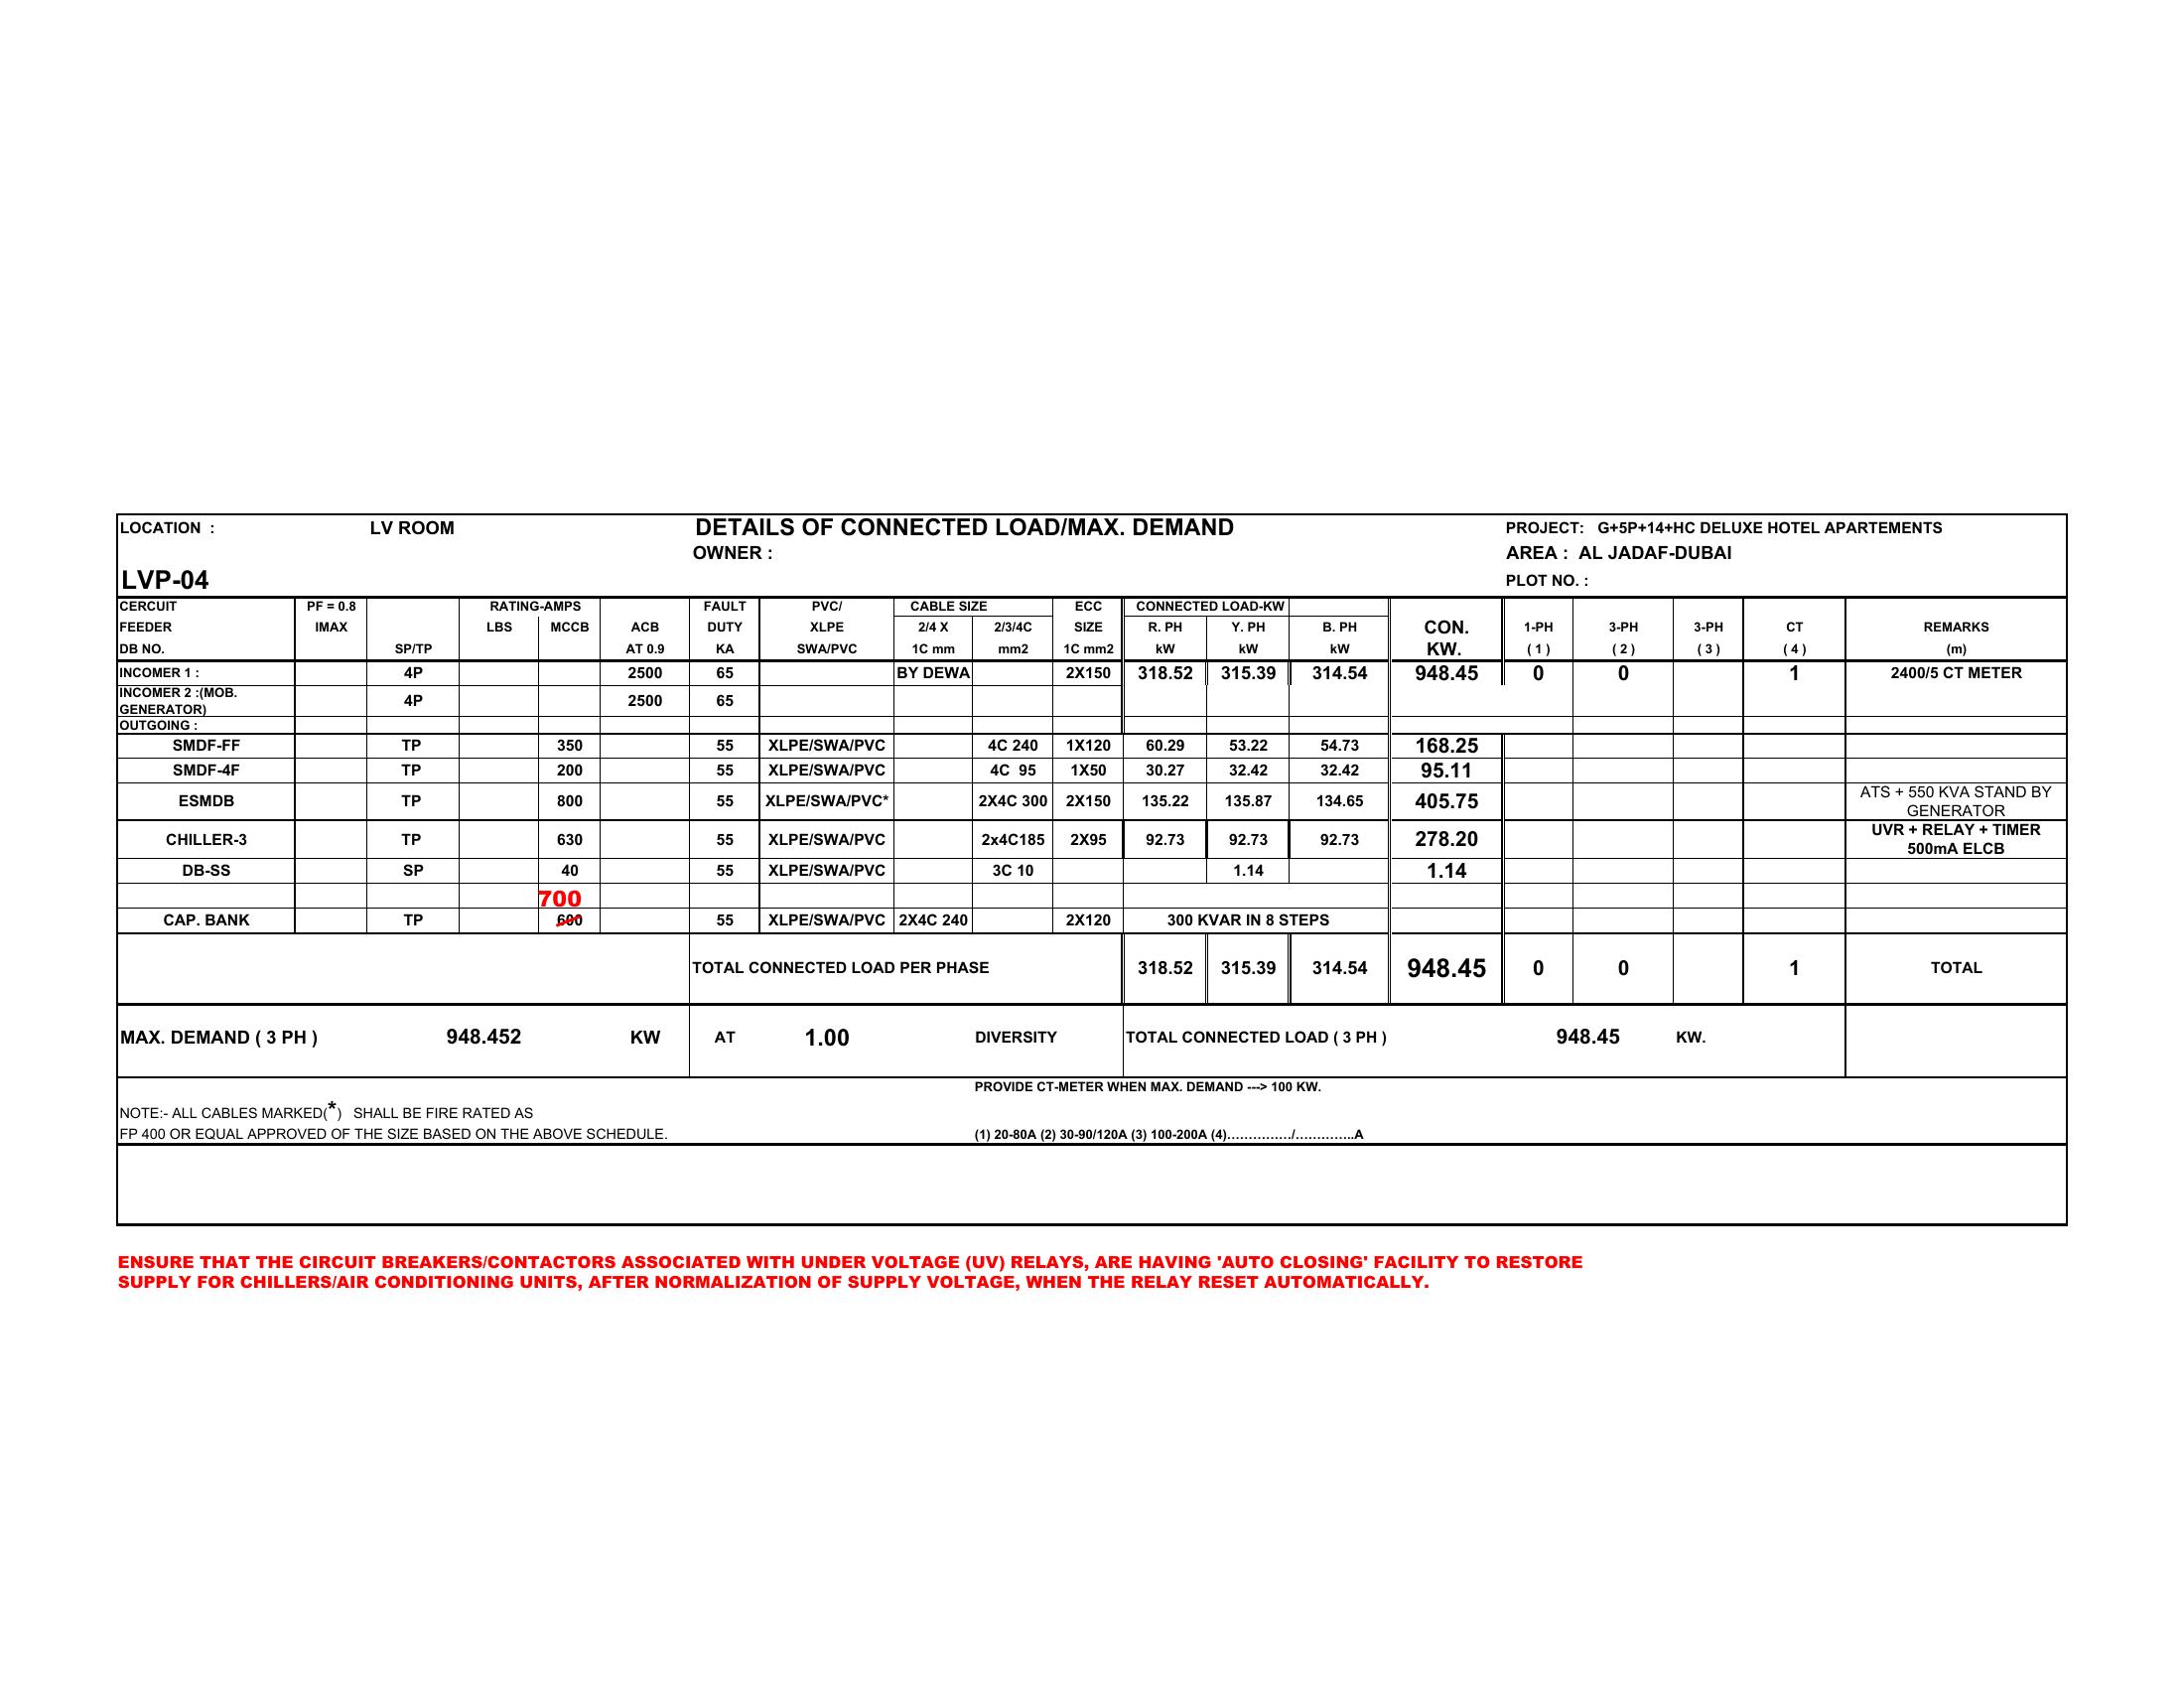 LOCATION : LV ROOM DETAILS OF CONNECTED LOAD/MAX. DEMAND PROJECT: G+5P+14+HC DELUXE HOTEL APARTEMENTS
OWNER : AREA : AL JADAF-DUBAI
LVP-04 PLOT NO. :
CERCUIT PF = 0.8 RATING-AMPS FAULT PVC/ CABLE SIZE ECC CONNECTED LOAD-KW
FEEDER IMAX LBS MCCB ACB DUTY XLPE 2/4 X 2/3/4C SIZE R. PH Y. PH B. PH CON. 1-PH 3-PH 3-PH CT REMARKS
DB NO. SP/TP AT 0.9 KA SWA/PVC 1C mm mm2 1C mm2 kW kW kW KW. ( 1 ) ( 2 ) ( 3 ) ( 4 ) (m)
INCOMER 1 : 4P 2500 65 BY DEWA 2X150 318.52 315.39 314.54 948.45 0 0 1 2400/5 CT METER
INCOMER 2 :(MOB.
GENERATOR) 4P 2500 65
OUTGOING :
SMDF-FF TP 350 55 XLPE/SWA/PVC 4C 240 1X120 60.29 53.22 54.73 168.25
SMDF-4F TP 200 55 XLPE/SWA/PVC 4C 95 1X50 30.27 32.42 32.42 95.11
ESMDB TP 800 55 XLPE/SWA/PVC* 2X4C 300 2X150 135.22 135.87 134.65 405.75 ATS + 550 KVA STAND BY
GENERATOR
CHILLER-3 TP 630 55 XLPE/SWA/PVC 2x4C185 2X95 92.73 92.73 92.73 278.20 UVR + RELAY + TIMER
500mA ELCB
DB-SS SP 40 55 XLPE/SWA/PVC 3C 10 1.14 1.14
700
CAP. BANK TP 600 55 XLPE/SWA/PVC 2X4C 240 2X120 300 KVAR IN 8 STEPS
TOTAL CONNECTED LOAD PER PHASE 318.52 315.39 314.54 948.45 0 0 1 TOTAL
MAX. DEMAND ( 3 PH ) 948.452 KW AT 1.00 DIVERSITY TOTAL CONNECTED LOAD ( 3 PH ) 948.45 KW.
PROVIDE CT-METER WHEN MAX. DEMAND ---> 100 KW.
NOTE:- ALL CABLES MARKED(*) SHALL BE FIRE RATED AS
FP 400 OR EQUAL APPROVED OF THE SIZE BASED ON THE ABOVE SCHEDULE. (1) 20-80A (2) 30-90/120A (3) 100-200A (4)……………/…………..A
ENSURE THAT THE CIRCUIT BREAKERS/CONTACTORS ASSOCIATED WITH UNDER VOLTAGE (UV) RELAYS, ARE HAVING 'AUTO CLOSING' FACILITY TO RESTORE
SUPPLY FOR CHILLERS/AIR CONDITIONING UNITS, AFTER NORMALIZATION OF SUPPLY VOLTAGE, WHEN THE RELAY RESET AUTOMATICALLY.